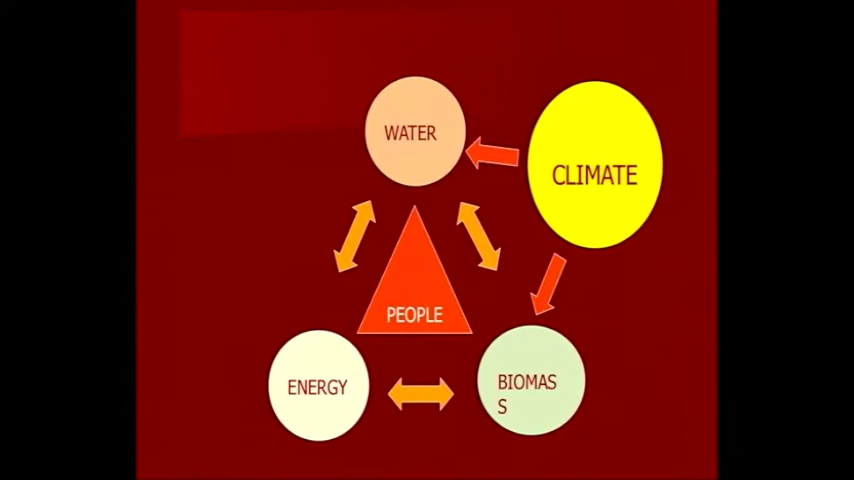 WATER
CLIMATE
PEOPLE
ENERGY
BIOMAS
S